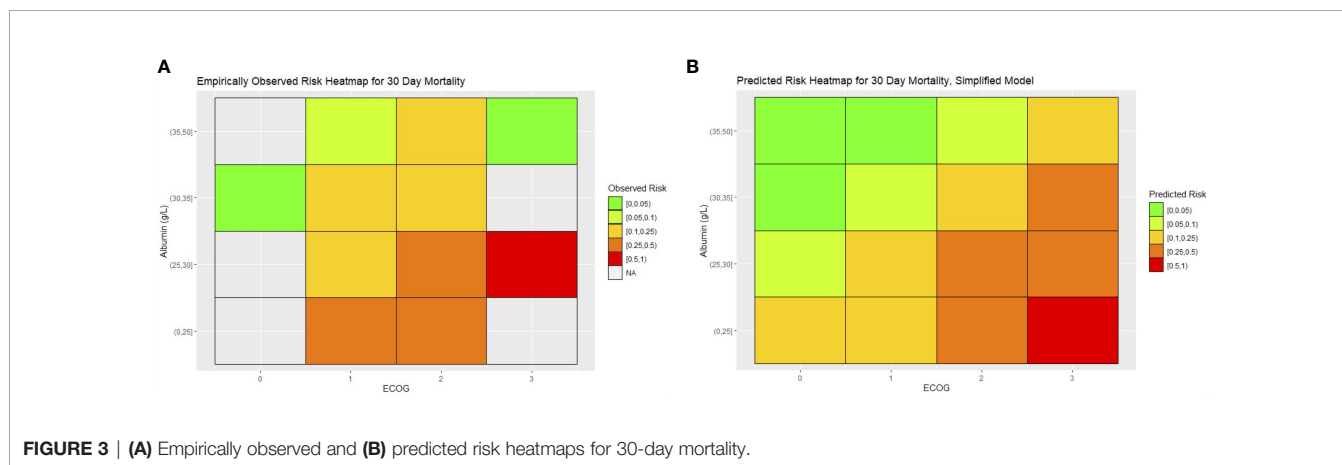 A
Empirically Observed Risk Heatmap for 30 Day Mortality
(35,50]
(30,35]
(25,30]
(0,25]
Albumin (g/L)
0 1 2 3
ECOG
Observed Risk
[0,0.05)
[0.05,0.1)
[0.1,0.25)
[0.25,0.5)
[0.5,1)
NA
B
Predicted Risk Heatmap for 30 Day Mortality, Simplified Model
(35,50]
(30,35]
(25,30]
(0,25]
Albumin (g/L)
0 1 2 3
ECOG
Predicted Risk
[0,0.05)
[0.05,0.1)
[0.1,0.25)
[0.25,0.5)
[0.5,1)
FIGURE 3 | (A) Empirically observed and (B) predicted risk heatmaps for 30-day mortality.